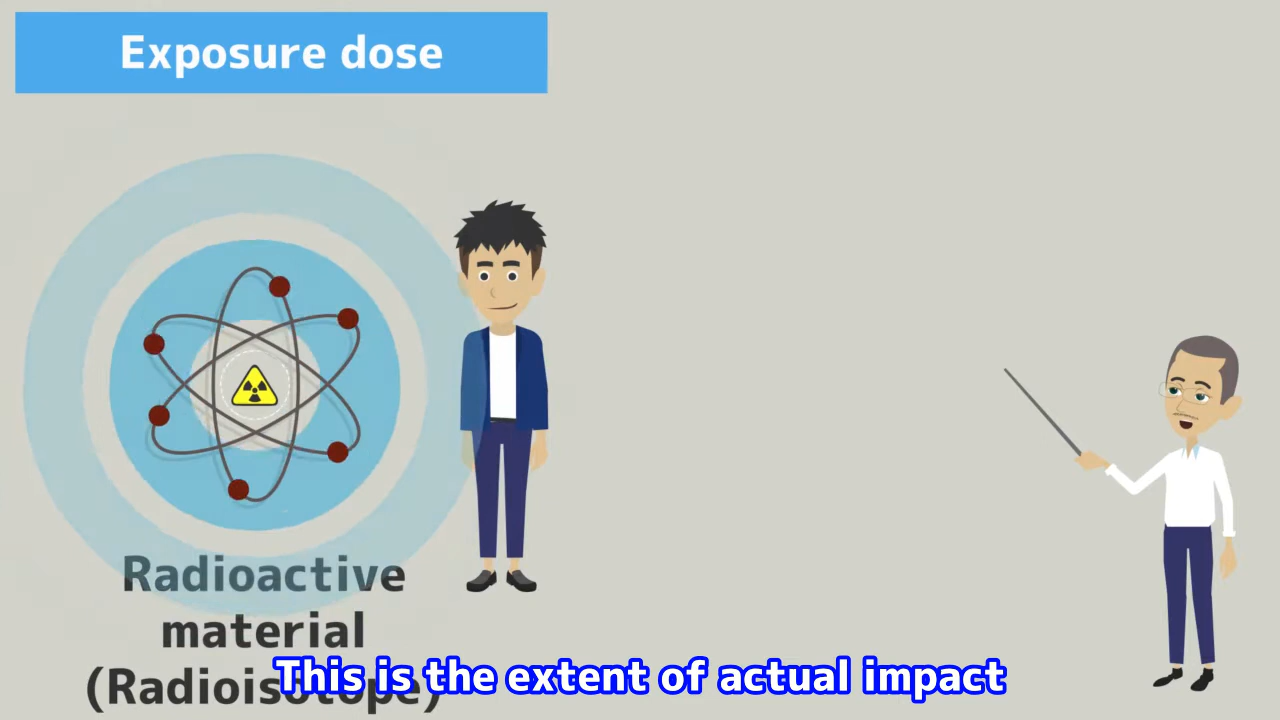 Exposure dose
Radioactive
material
(Radioisotope)
This is the extent of actual impact